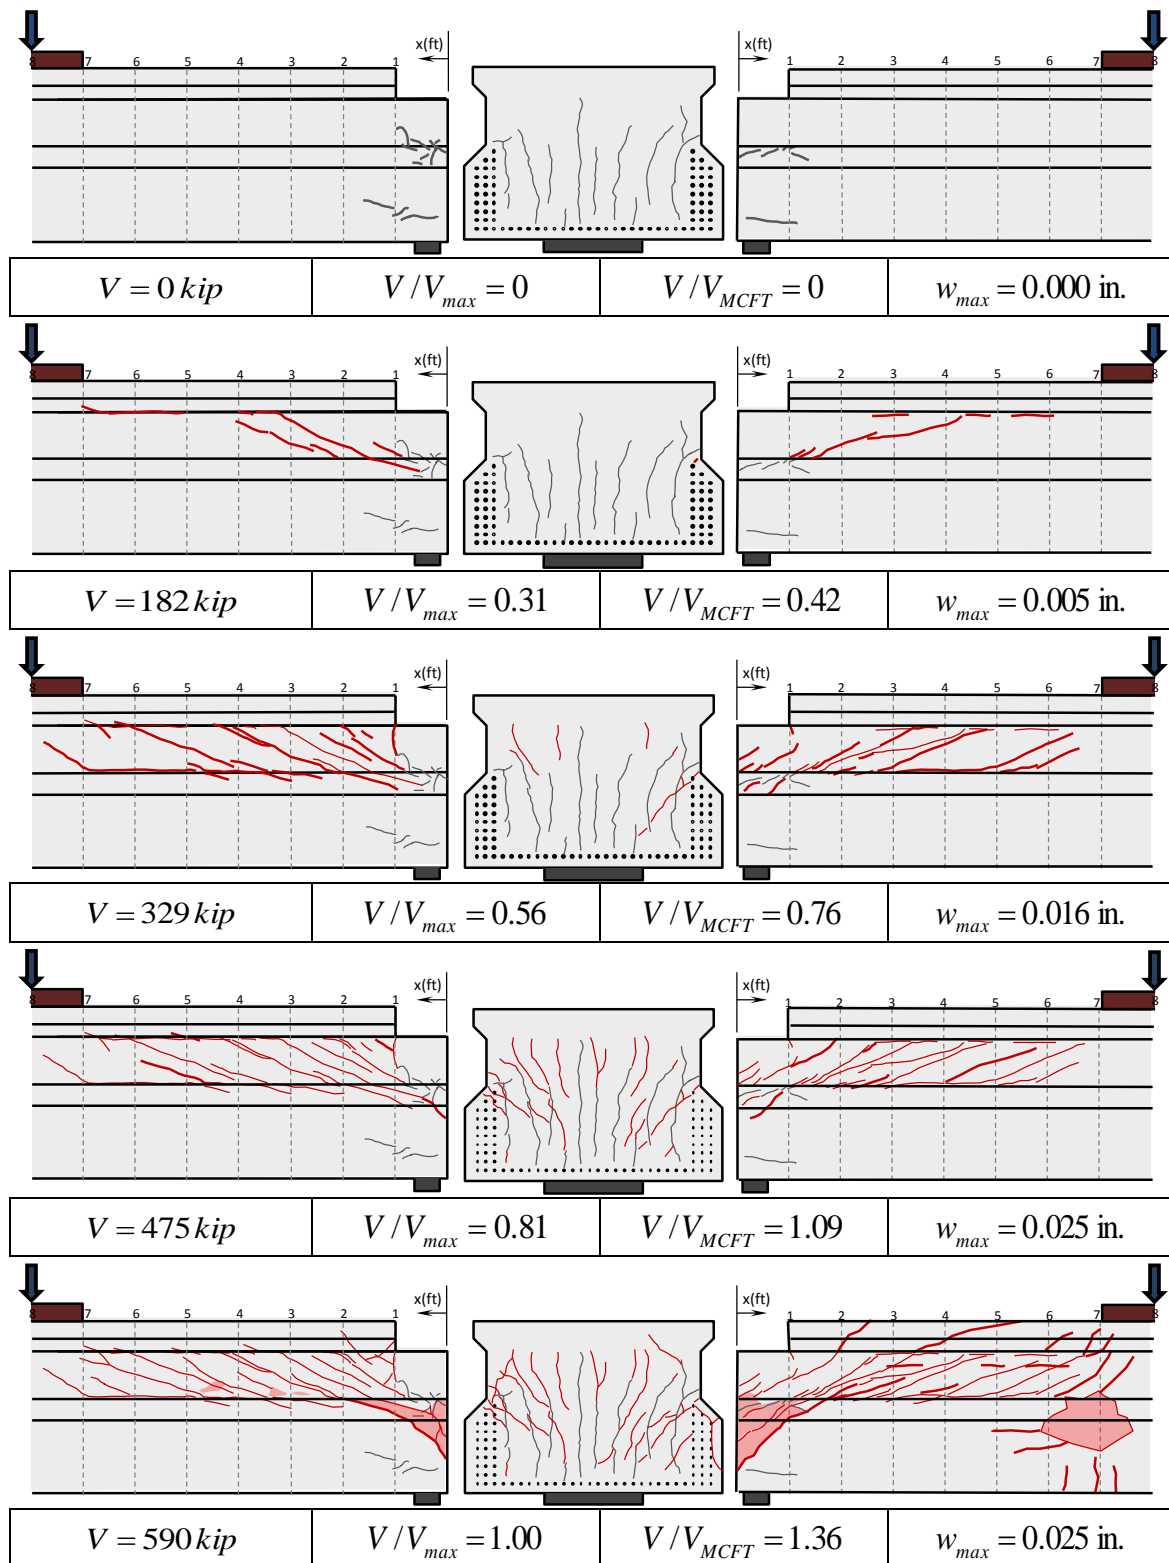 x(ft) x(ft)
8 7 6 5 4 3 2 1 1 2 3 4 5 6 7 8
V = 0 kip V/V_max = 0 V/V_MCFT = 0 w_max = 0.000 in.
x(ft) x(ft)
8 7 6 5 4 3 2 1 1 2 3 4 5 6 7 8
V = 182 kip V/V_max = 0.31 V/V_MCFT = 0.42 w_max = 0.005 in.
x(ft) x(ft)
8 7 6 5 4 3 2 1 1 2 3 4 5 6 7 8
V = 329 kip V/V_max = 0.56 V/V_MCFT = 0.76 w_max = 0.016 in.
x(ft) x(ft)
8 7 6 5 4 3 2 1 1 2 3 4 5 6 7 8
V = 475 kip V/V_max = 0.81 V/V_MCFT = 1.09 w_max = 0.025 in.
x(ft) x(ft)
8 7 6 5 4 3 2 1 1 2 3 4 5 6 7 8
V = 590 kip V/V_max = 1.00 V/V_MCFT = 1.36 w_max = 0.025 in.